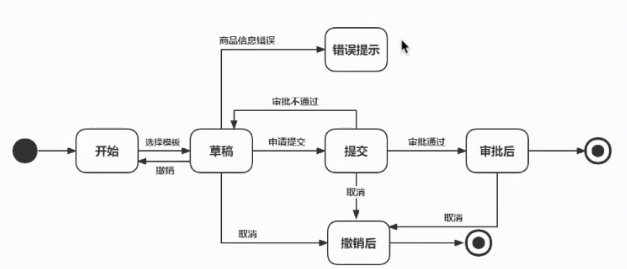 商品信息错误
错误提示
审批不通过
开始
选择模板
撤销
草稿
申请提交
提交
审批通过
审批后
取消
取消
取消
撤销后